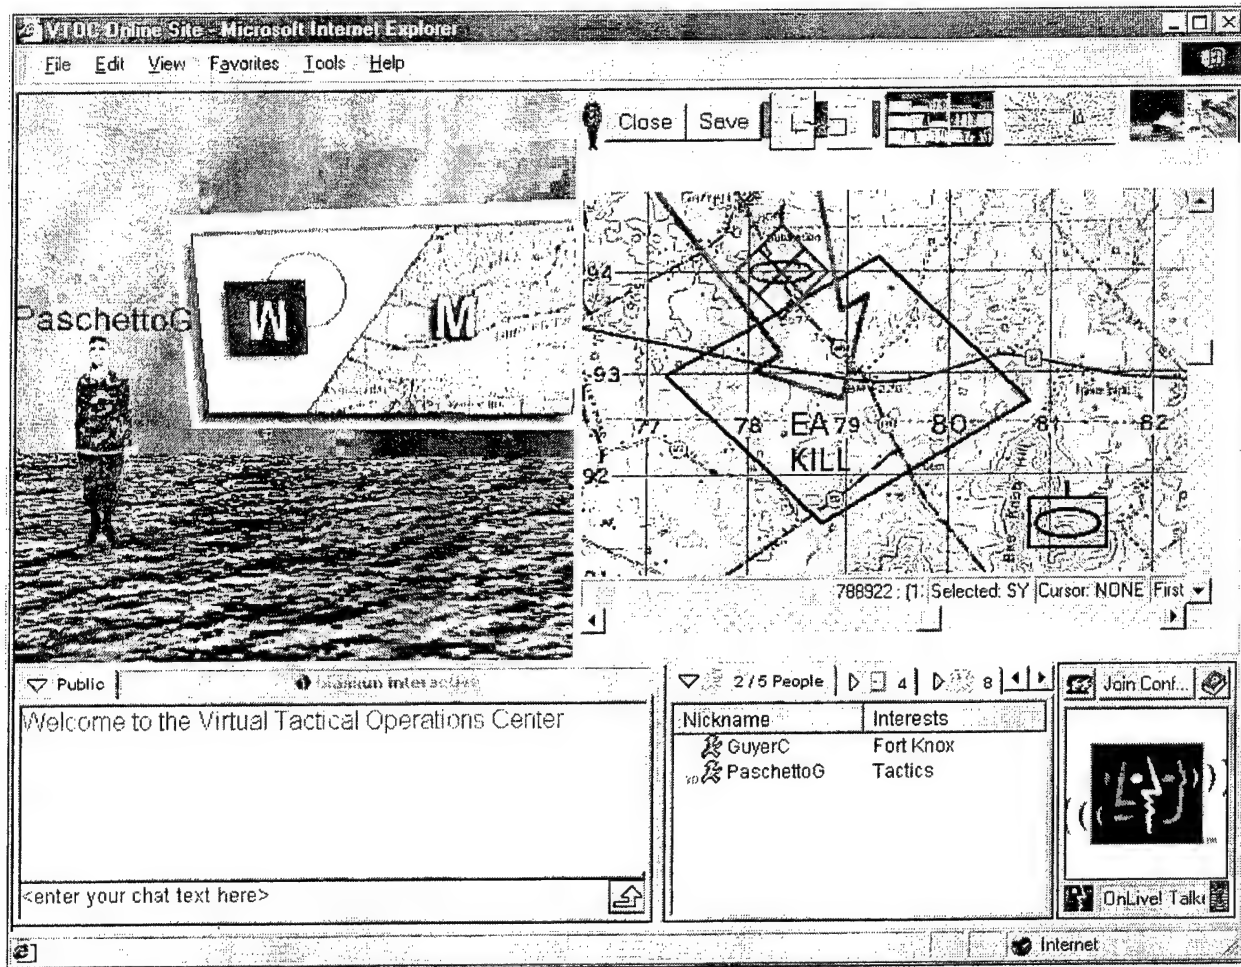 VTOC Online Site - Microsoft Internet Explorer
File Edit View Favorites Tools Help
Close Save
PaschettoG
W M
94
93
77 78 EA 79 80 81 82
KILL
92
788922 : (1: Selected: SY Cursor: NONE First
Public
interactive
2/5 People 4 8
Join Conf...
Welcome to the Virtual Tactical Operations Center
Nickname Interests
GuyerC Fort Knox
PaschettoG Tactics
<enter your chat text here>
OnLive! Talk
Internet